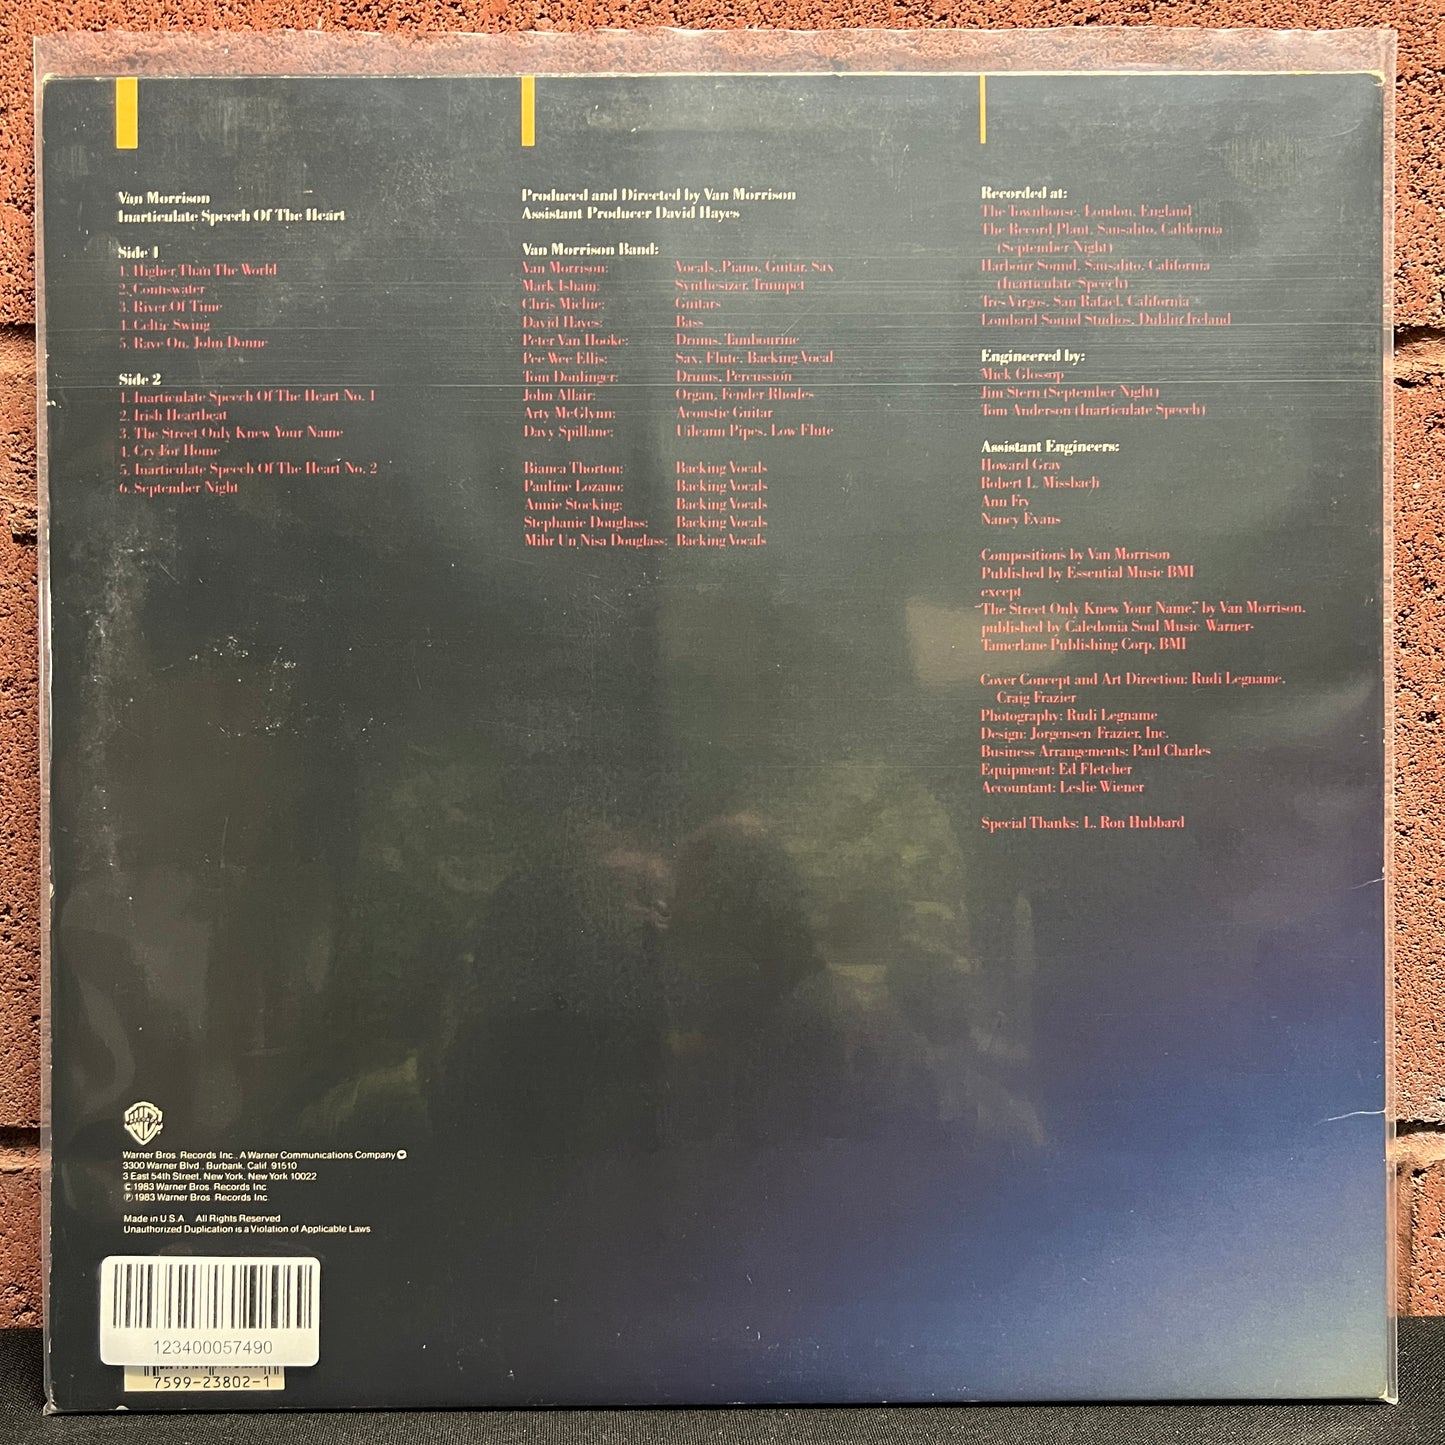 Van Morrison
Inarticulate Speech Of The Heart
Side 1
1. Higher Than The World
2. Connswater
3. River Of Time
4. Celtic Swing
5. Rave On, John Donne
Side 2
1. Inarticulate Speech Of The Heart No. 1
2. Irish Heartbeat
3. The Street Only Knew Your Name
4. Cry For Home
5. Inarticulate Speech Of The Heart No. 2
6. September Night
Produced and Directed by Van Morrison
Assistant Producer David Hayes
Van Morrison Band:
Van Morrison: Vocals, Piano, Guitar, Sax
Mark Isham: Synthesizer, Trumpet
Chris Michie: Guitars
David Hayes: Bass
Peter Van Hooke: Drums, Tambourine
Pee Wee Ellis: Sax, Flute, Backing Vocal
Tom Donlinger: Drums, Percussion
John Allair: Organ, Fender Rhodes
Arty McGlynn: Acoustic Guitar
Davy Spillane: Uileann Pipes, Low Flute
Bianca Thorton: Backing Vocals
Pauline Lozano: Backing Vocals
Annie Stocking: Backing Vocals
Stephanie Douglass: Backing Vocals
Mihr Un Nisa Douglass: Backing Vocals
Recorded at:
The Townhouse, London, England
The Record Plant, Sausalito, California
(September Night)
Harbour Sound, Sausalito, California
(Inarticulate Speech)
Tres Virgos, San Rafael, California
Lombard Sound Studios, Dublin/Ireland
Engineered by:
Mick Glossop
Jim Stern (September Night)
Tom Anderson (Inarticulate Speech)
Assistant Engineers:
Howard Gray
Robert L. Missbach
Ann Fry
Nancy Evans
Compositions by Van Morrison
Published by Essential Music BMI
except
"The Street Only Knew Your Name," by Van Morrison,
published by Caledonia Soul Music/Warner-
Tamerlane Publishing Corp. BMI
Cover Concept and Art Direction: Rudi Legname,
Craig Frazier
Photography: Rudi Legname
Design: Jorgensen/Frazier, Inc.
Business Arrangements: Paul Charles
Equipment: Ed Fletcher
Accountant: Leslie Wiener
Special Thanks: L. Ron Hubbard
Warner Bros. Records Inc., A Warner Communications Company
3300 Warner Blvd., Burbank, Calif. 91510
3 East 54th Street, New York, New York 10022
© 1983 Warner Bros. Records Inc.
℗ 1983 Warner Bros. Records Inc.
Made in U.S.A. All Rights Reserved
Unauthorized Duplication is a Violation of Applicable Laws.
123400057490
7599-23802-1